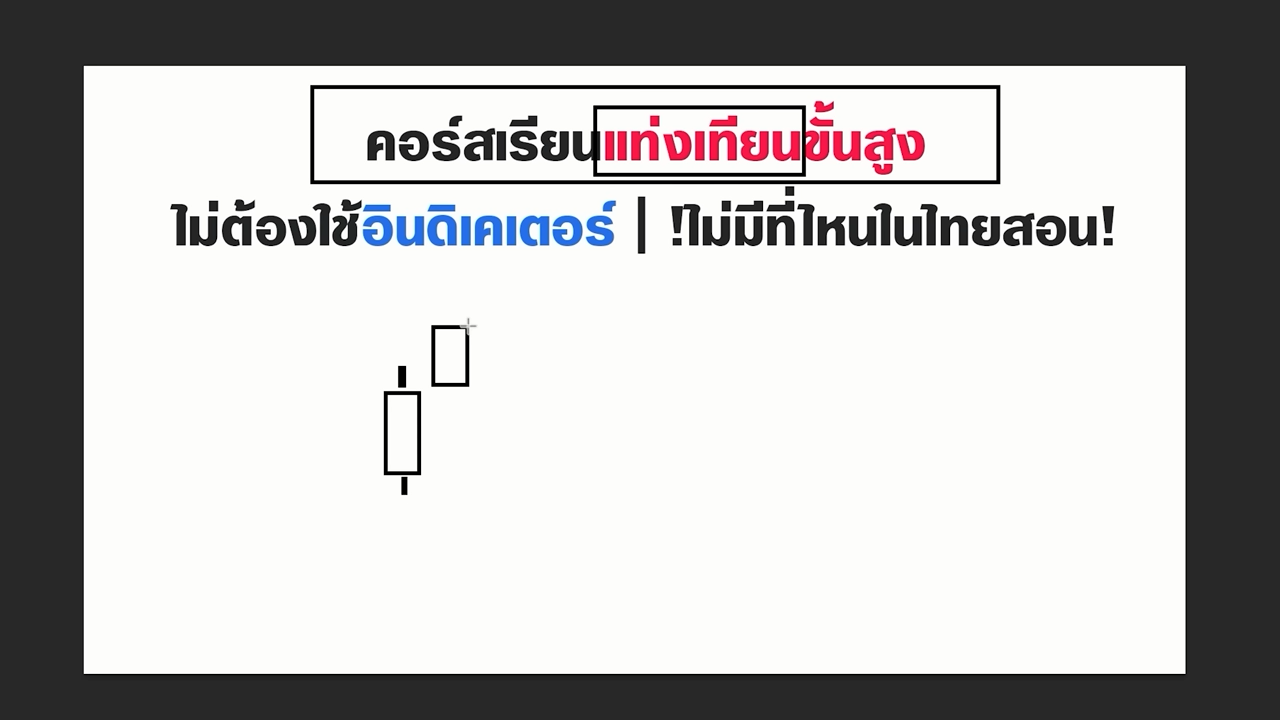 คอร์สเรียนแท่งเทียนขั้นสูง
ไม่ต้องใช้อินดิเคเตอร์ | !ไม่มีที่ไหนในไทยสอน!